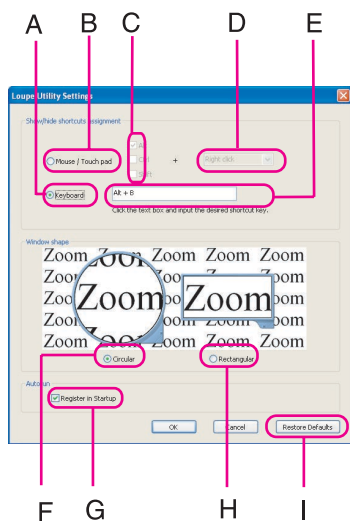 A B C D E
Loupe Utility Settings
Show/hide shortcuts assignment
Alt
Mouse / Touch pad Ctrl + Right click
Shift
Keyboard Alt + B
Click the text box and input the desired shortcut key.
Window shape
Zoom Zoom Zoom Zoom Zoom
Zoom Zoom
Zoom Zoom Zoom Zoom
Zoom Zoom
Zoom Zoom Zoom Zoom Zoom
Circular Rectangular
Autorun
Register in Startup
OK Cancel Restore Defaults
F G H I